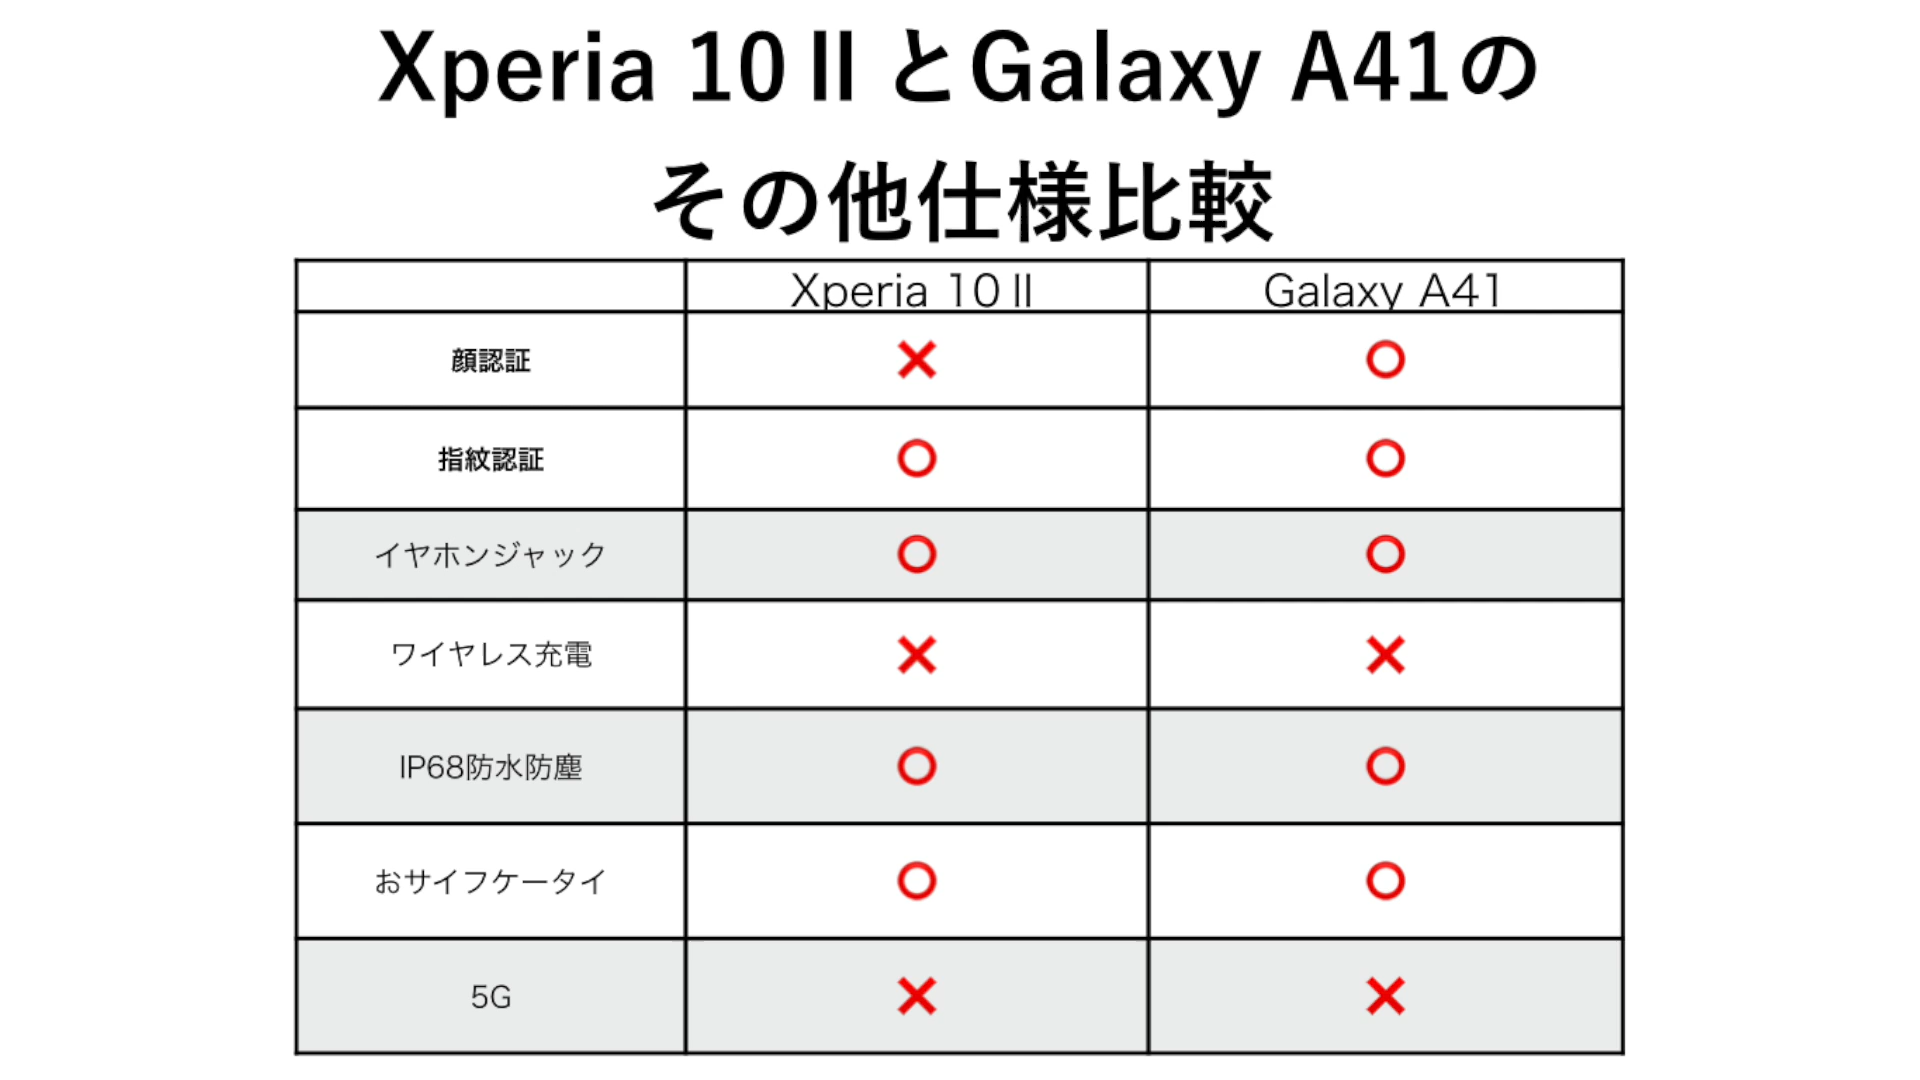 Xperia 10 II とGalaxy A41の
その他仕様比較
Xperia 10 II Galaxy A41
顔認証 ❌ ⭕
指紋認証 ⭕ ⭕
イヤホンジャック ⭕ ⭕
ワイヤレス充電 ❌ ❌
IP68防水防塵 ⭕ ⭕
おサイフケータイ ⭕ ⭕
5G ❌ ❌